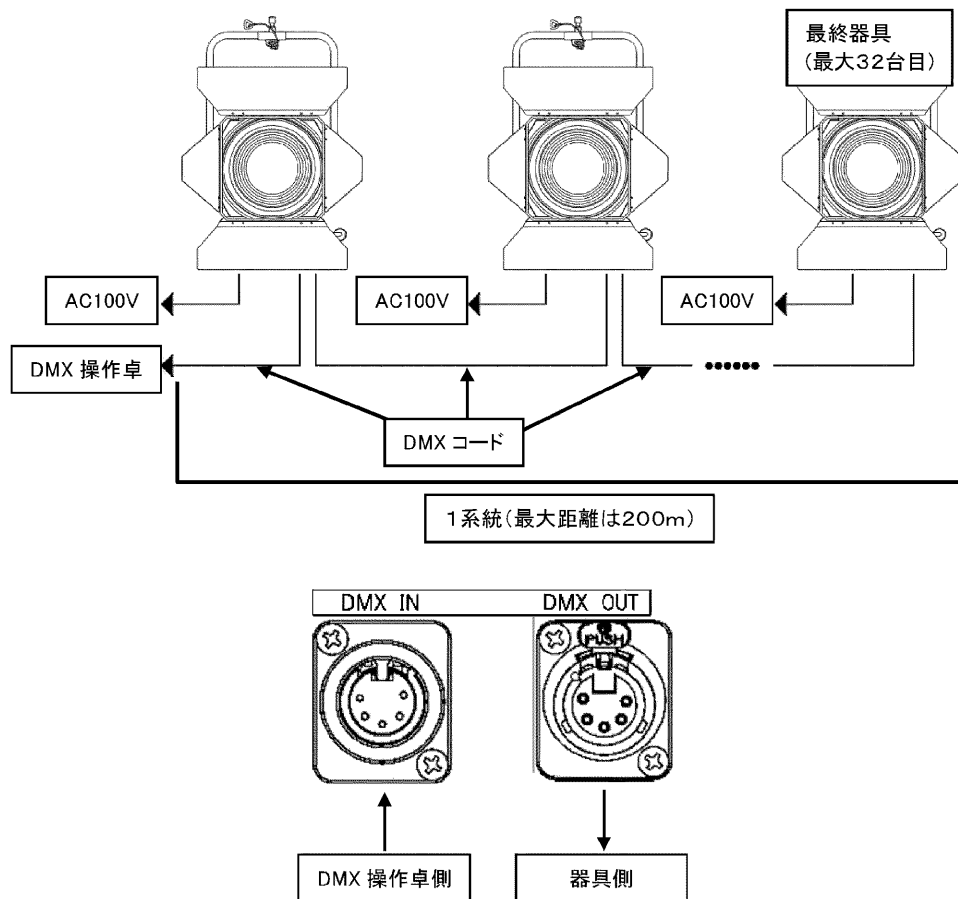 最終器具
(最大32台目)
AC100V
AC100V
AC100V
DMX 操作卓
DMX コード
1系統(最大距離は200m)
DMX IN
DMX OUT
PUSH
DMX 操作卓側
器具側